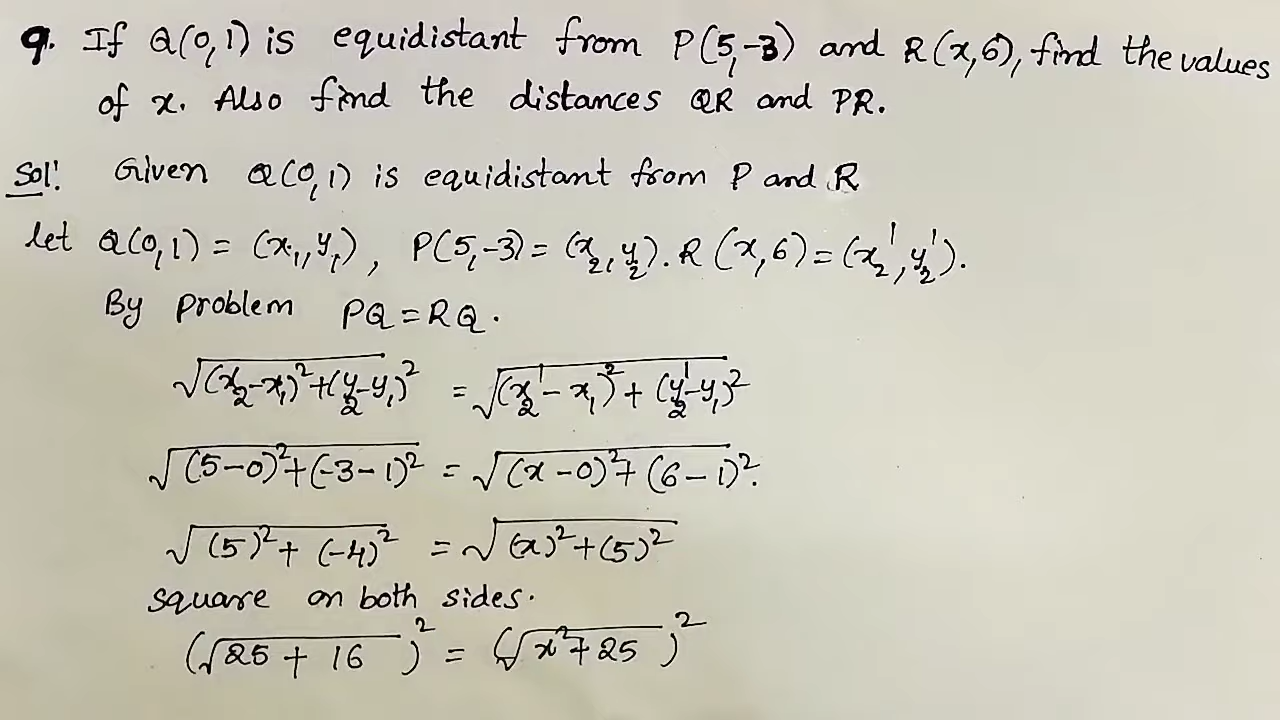 9. If Q(0,1) is equidistant from P(5,-3) and R(x,6), find the values
of x. Also find the distances QR and PR.
Sol: Given Q(0,1) is equidistant from P and R
let Q(0,1) = (x₁,y₁), P(5,-3) = (x₂,y₂). R(x,6) = (x₂',y₂').
By problem PQ = RQ.
√(x₂-x₁)²+(y₂-y₁)² = √(x₂'-x₁)²+(y₂'-y₁)²
√(5-0)²+(-3-1)² = √(x-0)²+(6-1)².
√(5)²+(-4)² = √(x)²+(5)²
square on both sides.
(√25+16)² = (√x²+25)²